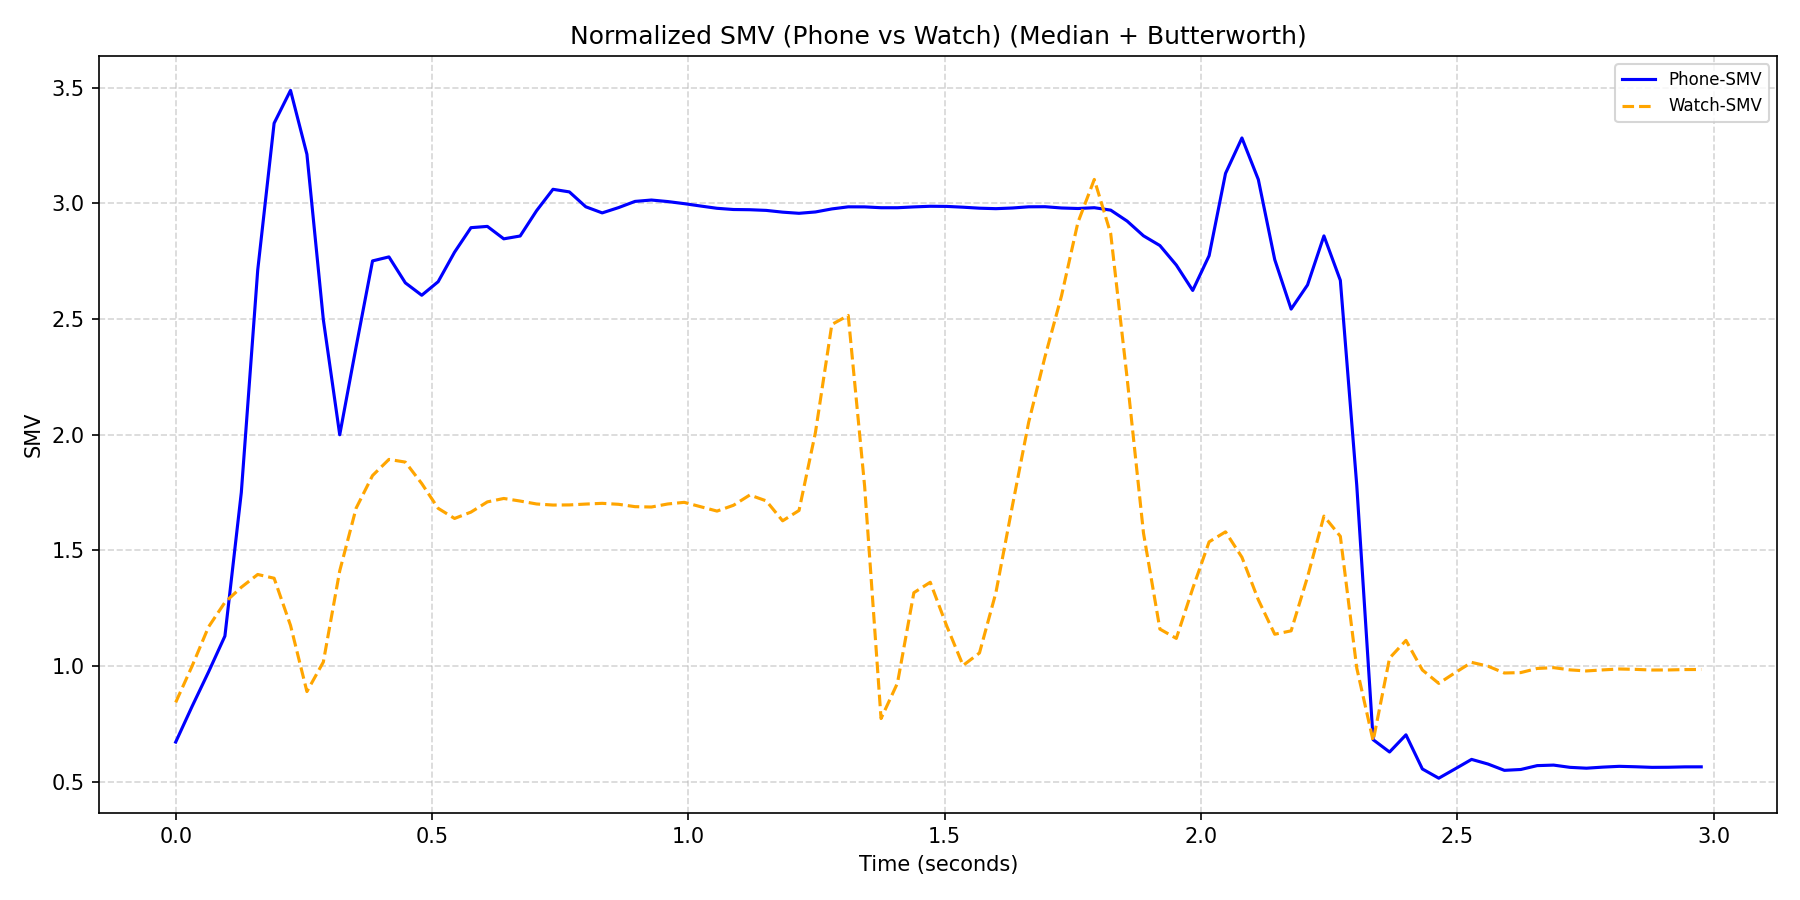 Normalized SMV (Phone vs Watch) (Median + Butterworth)
Phone-SMV
Watch-SMV
SMV
3.5
3.0
2.5
2.0
1.5
1.0
0.5
0.0 0.5 1.0 1.5 2.0 2.5 3.0
Time (seconds)